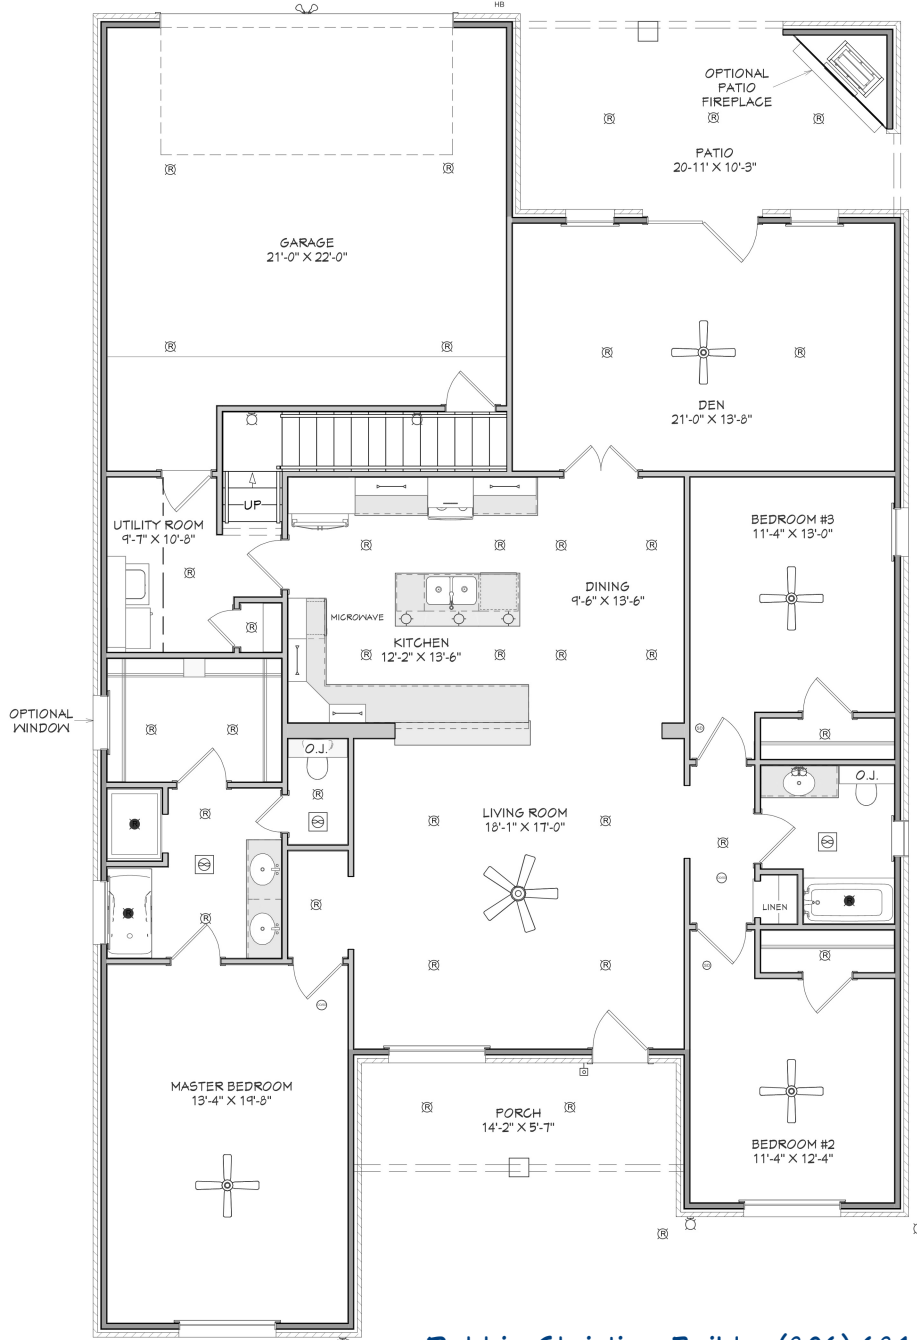 HB
OPTIONAL
PATIO
FIREPLACE
PATIO
20-11' X 10'-3"
GARAGE
21'-0" X 22'-0"
DEN
21'-0" X 13'-8"
UP
UTILITY ROOM
9'-7" X 10'-8"
BEDROOM #3
11'-4" X 13'-0"
DINING
9'-6" X 13'-6"
MICROWAVE
KITCHEN
12'-2" X 13'-6"
OPTIONAL
WINDOW
O.J.
O.J.
LIVING ROOM
18'-1" X 17'-0"
LINEN
MASTER BEDROOM
13'-4" X 19'-8"
PORCH
14'-2" X 5'-7"
BEDROOM #2
11'-4" X 12'-4"